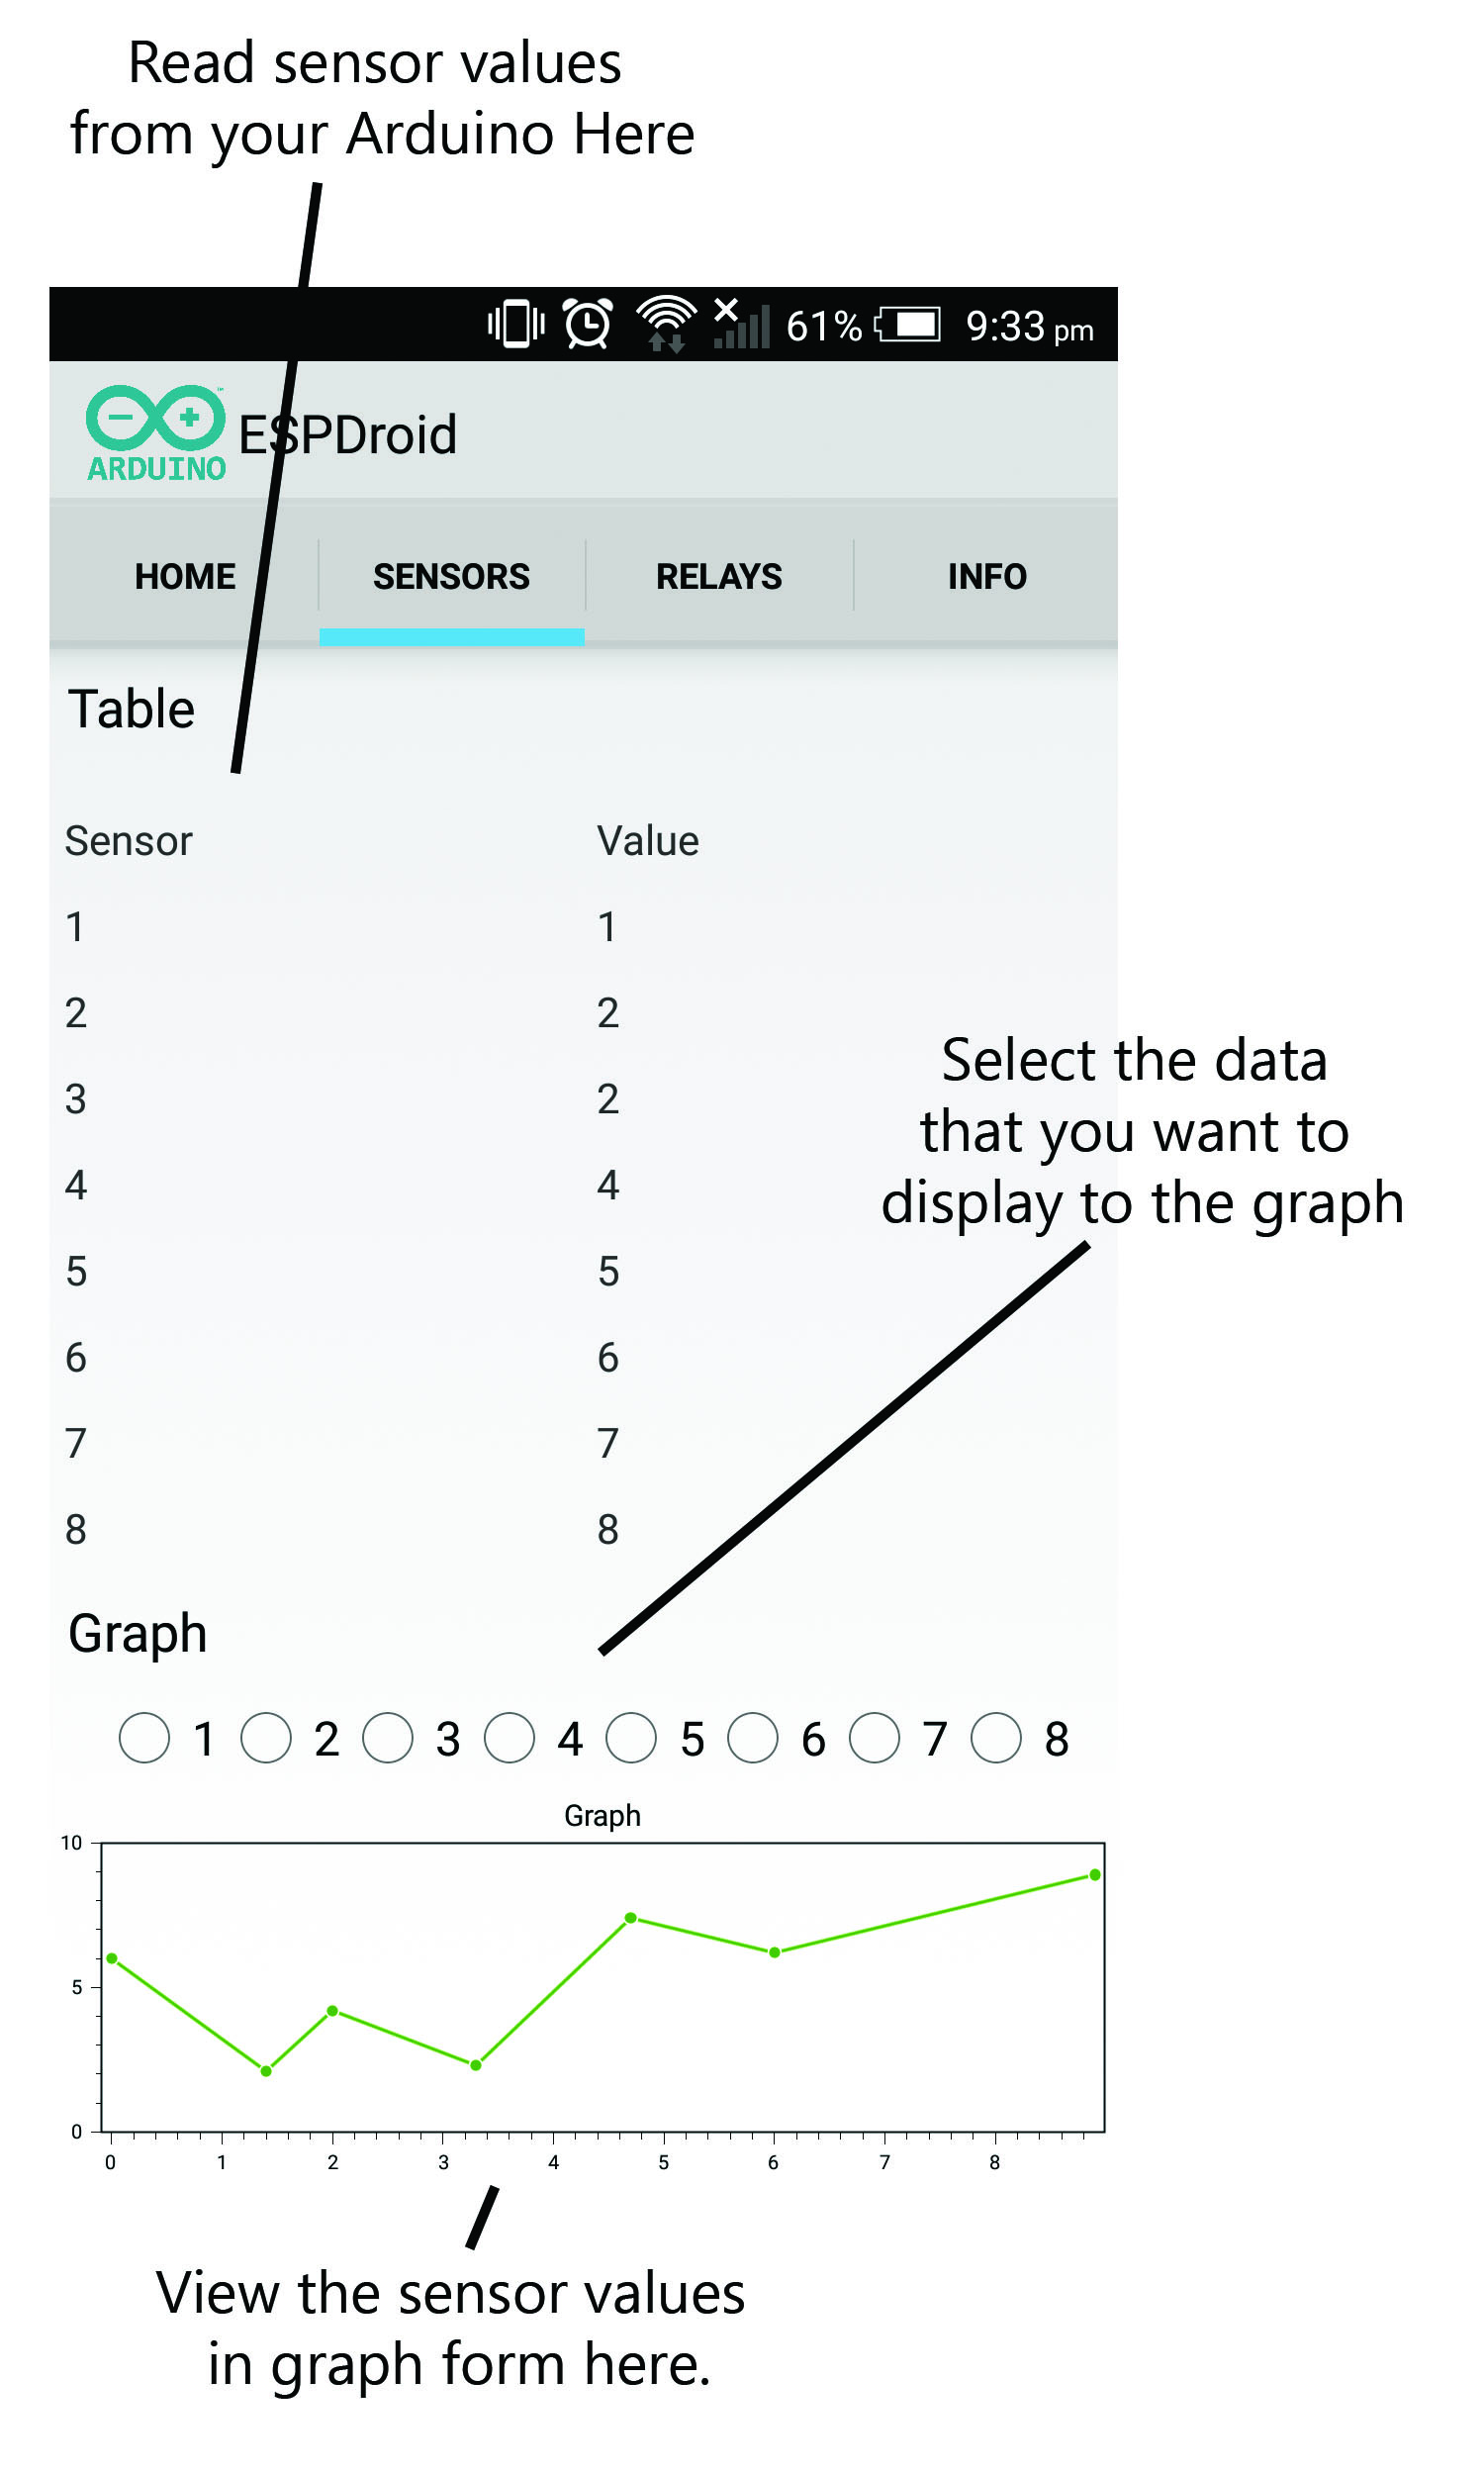 Read sensor values
from your Arduino Here
61% 9:33 pm
ARDUINO ESPDroid
HOME SENSORS RELAYS INFO
Table
Sensor Value
1 1
2 2
3 2
4 4
5 5
6 6
7 7
8 8
Select the data
that you want to
display to the graph
Graph
1 2 3 4 5 6 7 8
Graph
10
5
0
0 1 2 3 4 5 6 7 8
View the sensor values
in graph form here.